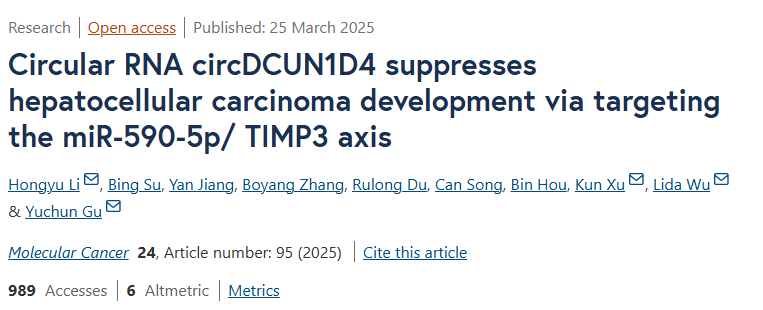 Research | Open access | Published: 25 March 2025
Circular RNA circDCUN1D4 suppresses
hepatocellular carcinoma development via targeting
the miR-590-5p/ TIMP3 axis
Hongyu Li, Bing Su, Yan Jiang, Boyang Zhang, Rulong Du, Can Song, Bin Hou, Kun Xu, Lida Wu
& Yuchun Gu
Molecular Cancer 24, Article number: 95 (2025) | Cite this article
989 Accesses | 6 Altmetric | Metrics